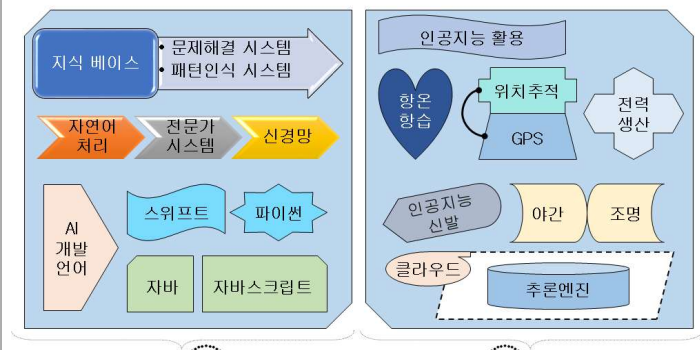 지식 베이스
• 문제해결 시스템
• 패턴인식 시스템
자연어
처리
전문가
시스템
신경망
AI
개발
언어
스위프트
파이썬
자바
자바스크립트
인공지능 활용
항온
항습
위치추적
GPS
전력
생산
인공지능
신발
야간
조명
클라우드
추론엔진